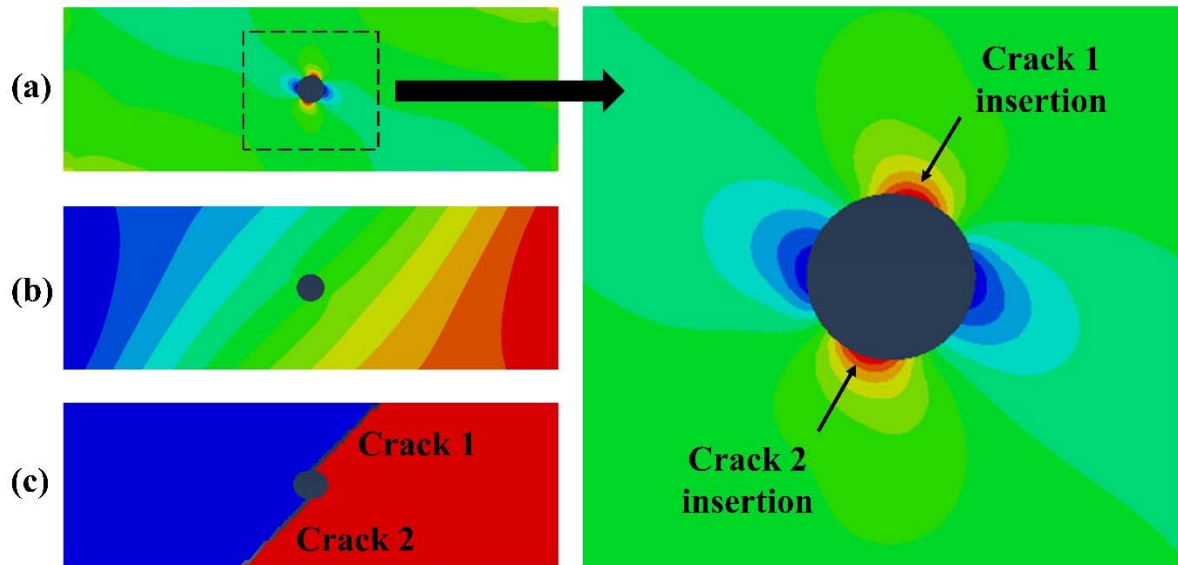 (a)
Crack 1
insertion
(b)
Crack 2
insertion
(c)
Crack 1
Crack 2